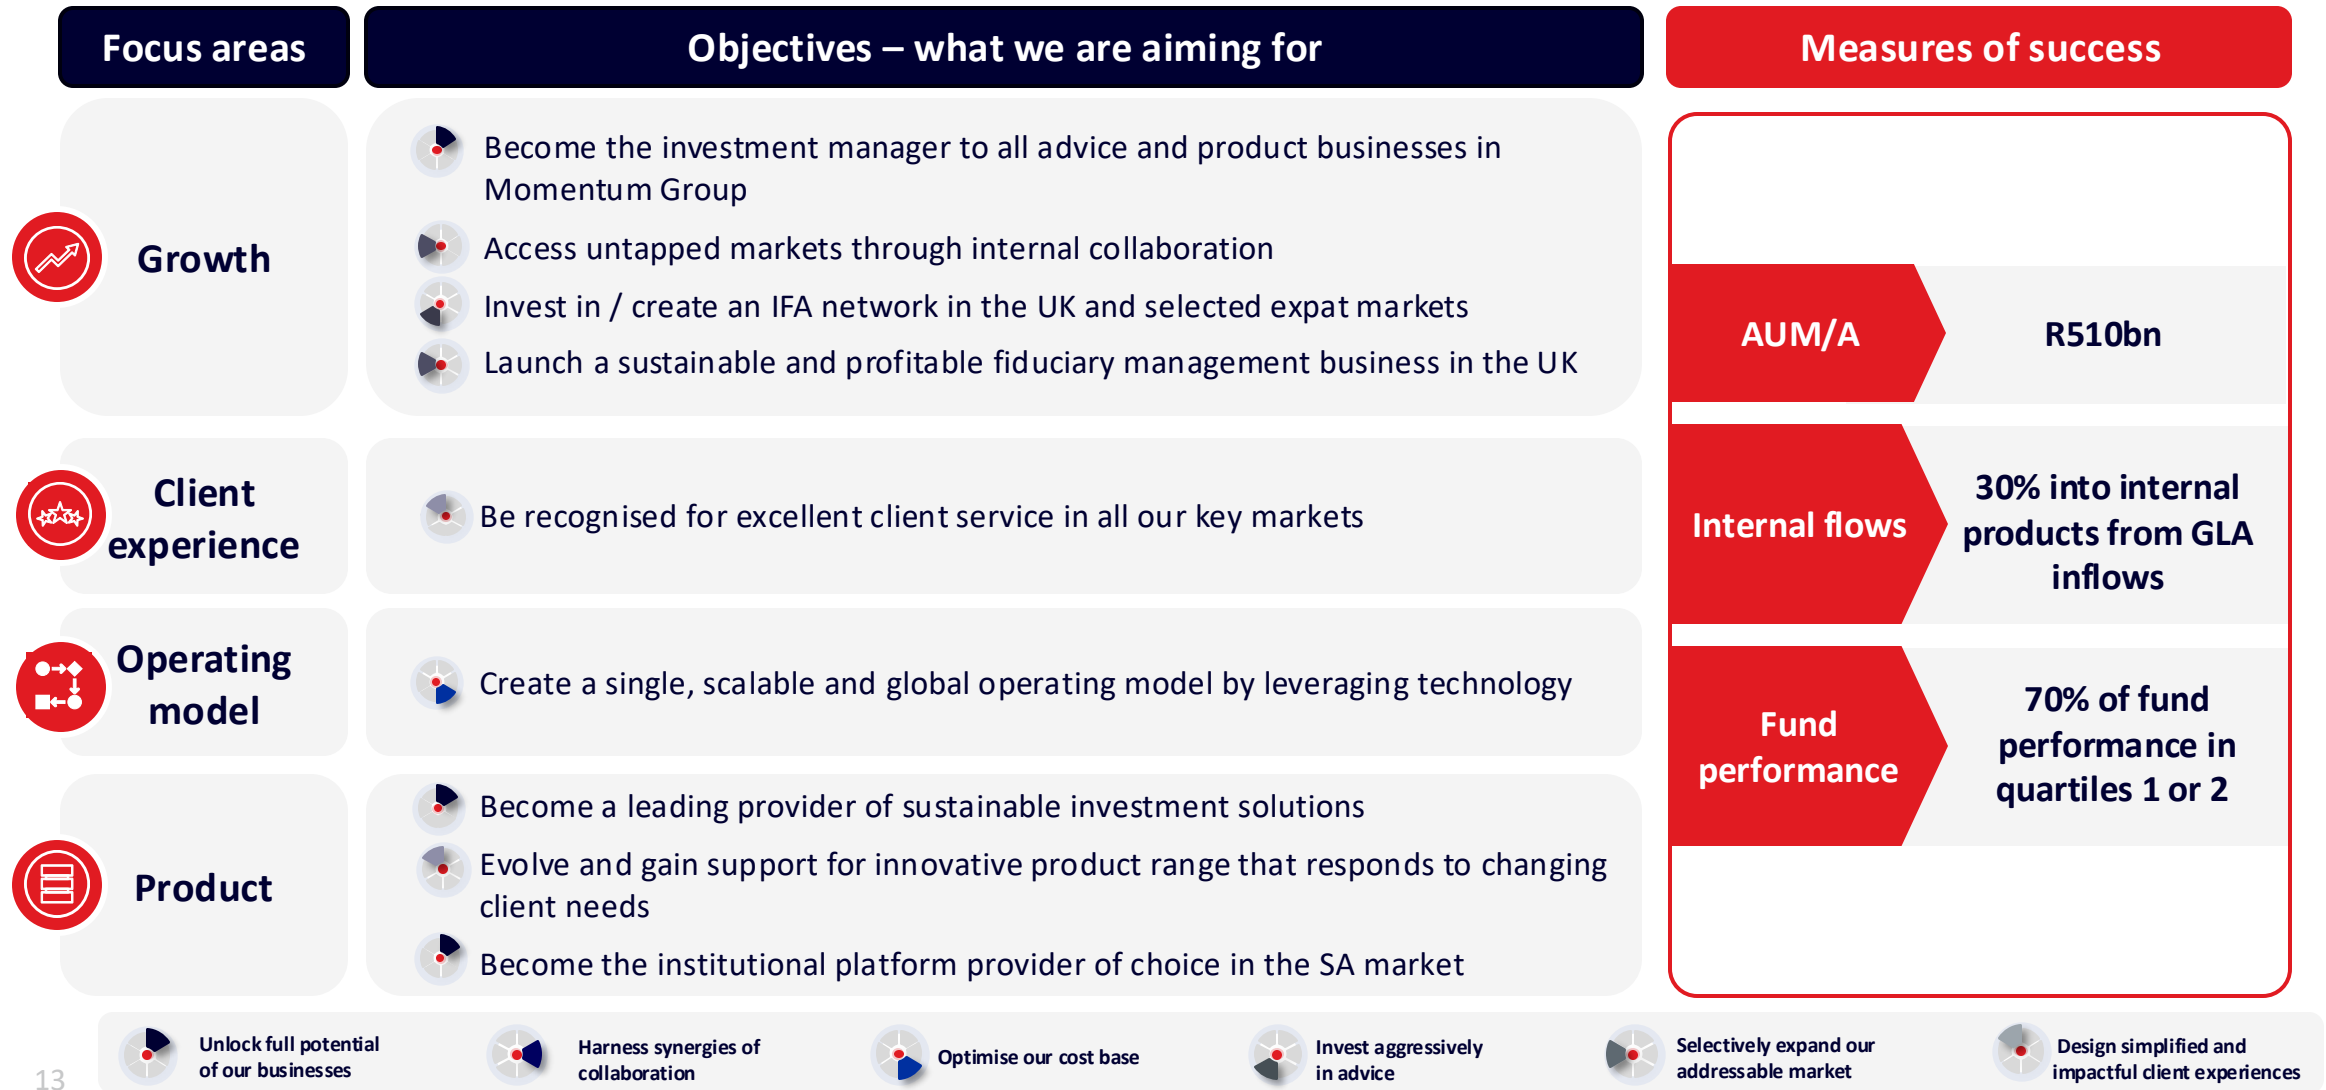 Focus areas
Objectives – what we are aiming for
Measures of success
Growth
Become the investment manager to all advice and product businesses in
Momentum Group
Access untapped markets through internal collaboration
Invest in / create an IFA network in the UK and selected expat markets
Launch a sustainable and profitable fiduciary management business in the UK
Client
experience
Be recognised for excellent client service in all our key markets
Operating
model
Create a single, scalable and global operating model by leveraging technology
Product
Become a leading provider of sustainable investment solutions
Evolve and gain support for innovative product range that responds to changing
client needs
Become the institutional platform provider of choice in the SA market
AUM/A
R510bn
Internal flows
30% into internal
products from GLA
inflows
Fund
performance
70% of fund
performance in
quartiles 1 or 2
Unlock full potential
of our businesses
Harness synergies of
collaboration
Optimise our cost base
Invest aggressively
in advice
Selectively expand our
addressable market
Design simplified and
impactful client experiences
13